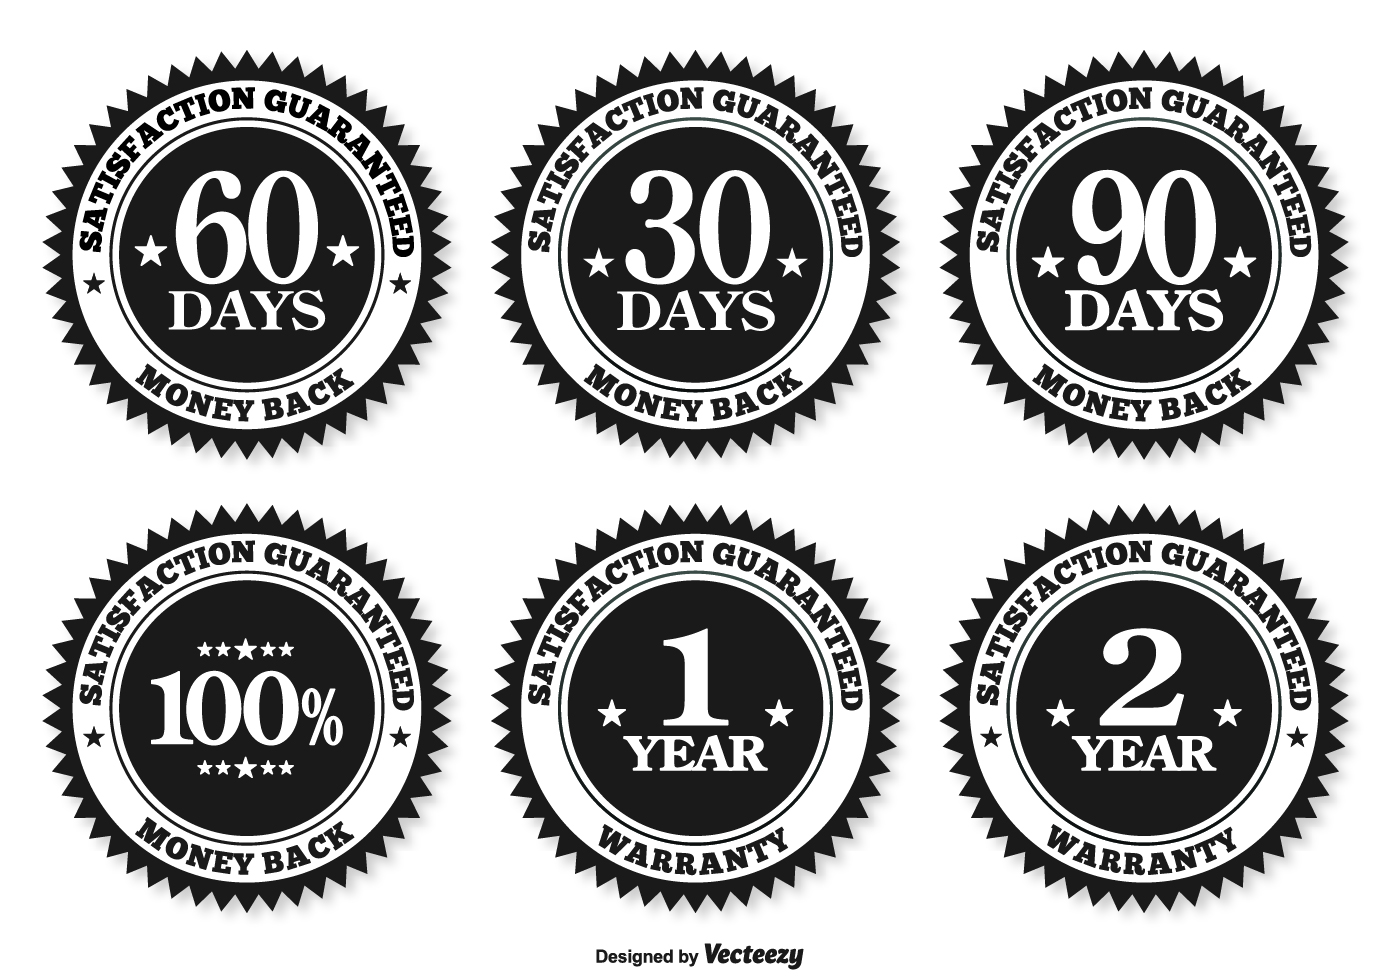 SATISFACTION GUARANTEED
60
DAYS
MONEY BACK
SATISFACTION GUARANTEED
30
DAYS
MONEY BACK
SATISFACTION GUARANTEED
90
DAYS
MONEY BACK
SATISFACTION GUARANTEED
100%
MONEY BACK
SATISFACTION GUARANTEED
1
YEAR
WARRANTY
SATISFACTION GUARANTEED
2
YEAR
WARRANTY
Designed by Vecteezy